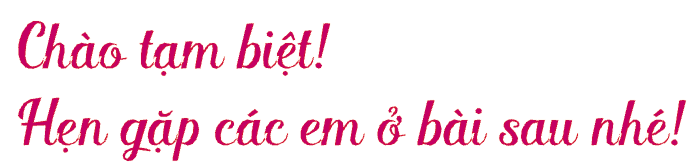 Chào tạm biệt!
Hẹn gặp các em ở bài sau nhé!